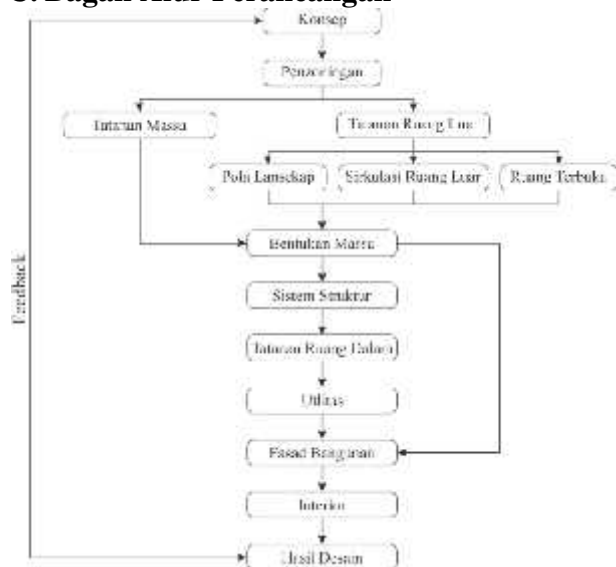 Konsep
Penzoningan
Tatanan Massa
Tatanan Ruang Luar
Pola Lansekap
Sirkulasi Ruang Luar
Ruang Terbuka
Bentukan Massa
Sistem Struktur
Tatanan Ruang Dalam
Utilitas
Fasad Bangunan
Interior
Hasil Desain
Feedback